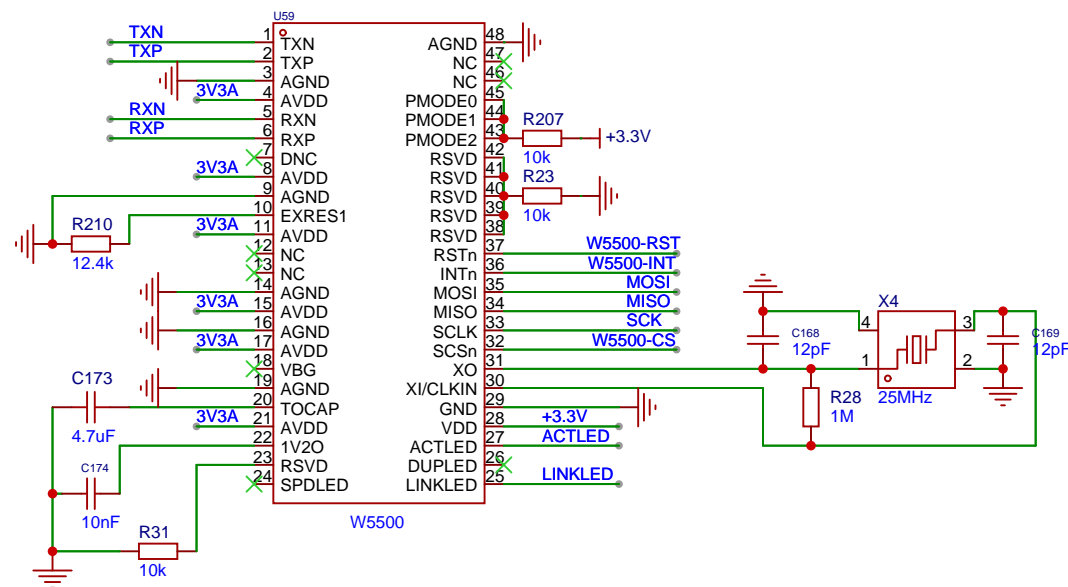 U59
TXN 1 TXN
TXP 2 TXP
3 AGND
3V3A 4 AVDD
RXN 5 RXN
RXP 6 RXP
7 DNC
3V3A 8 AVDD
9 AGND
10 EXRES1
3V3A 11 AVDD
12 NC
13 NC
14 AGND
3V3A 15 AVDD
16 AGND
3V3A 17 AVDD
18 VBG
19 AGND
20 TOCAP
3V3A 21 AVDD
22 1V2O
23 RSVD
24 SPDLED
R210
12.4k
C173
4.7uF
C174
10nF
R31
10k
AGND 48
NC 47
NC 46
PMODE0 45
PMODE1 44
PMODE2 43
RSVD 42
RSVD 41
RSVD 40
RSVD 39
RSVD 38
RSTn 37 W5500-RST
INTn 36 W5500-INT
MOSI 35 MOSI
MISO 34 MISO
SCLK 33 SCK
SCSn 32 W5500-CS
XO 31
XI/CLKIN 30
GND 29
VDD 28 +3.3V
ACTLED 27 ACTLED
DUPLED 26
LINKLED 25 LINKLED
W5500
R207
10k
+3.3V
R23
10k
C168
12pF
X4
4 3
1 2
25MHz
C169
12pF
R28
1M